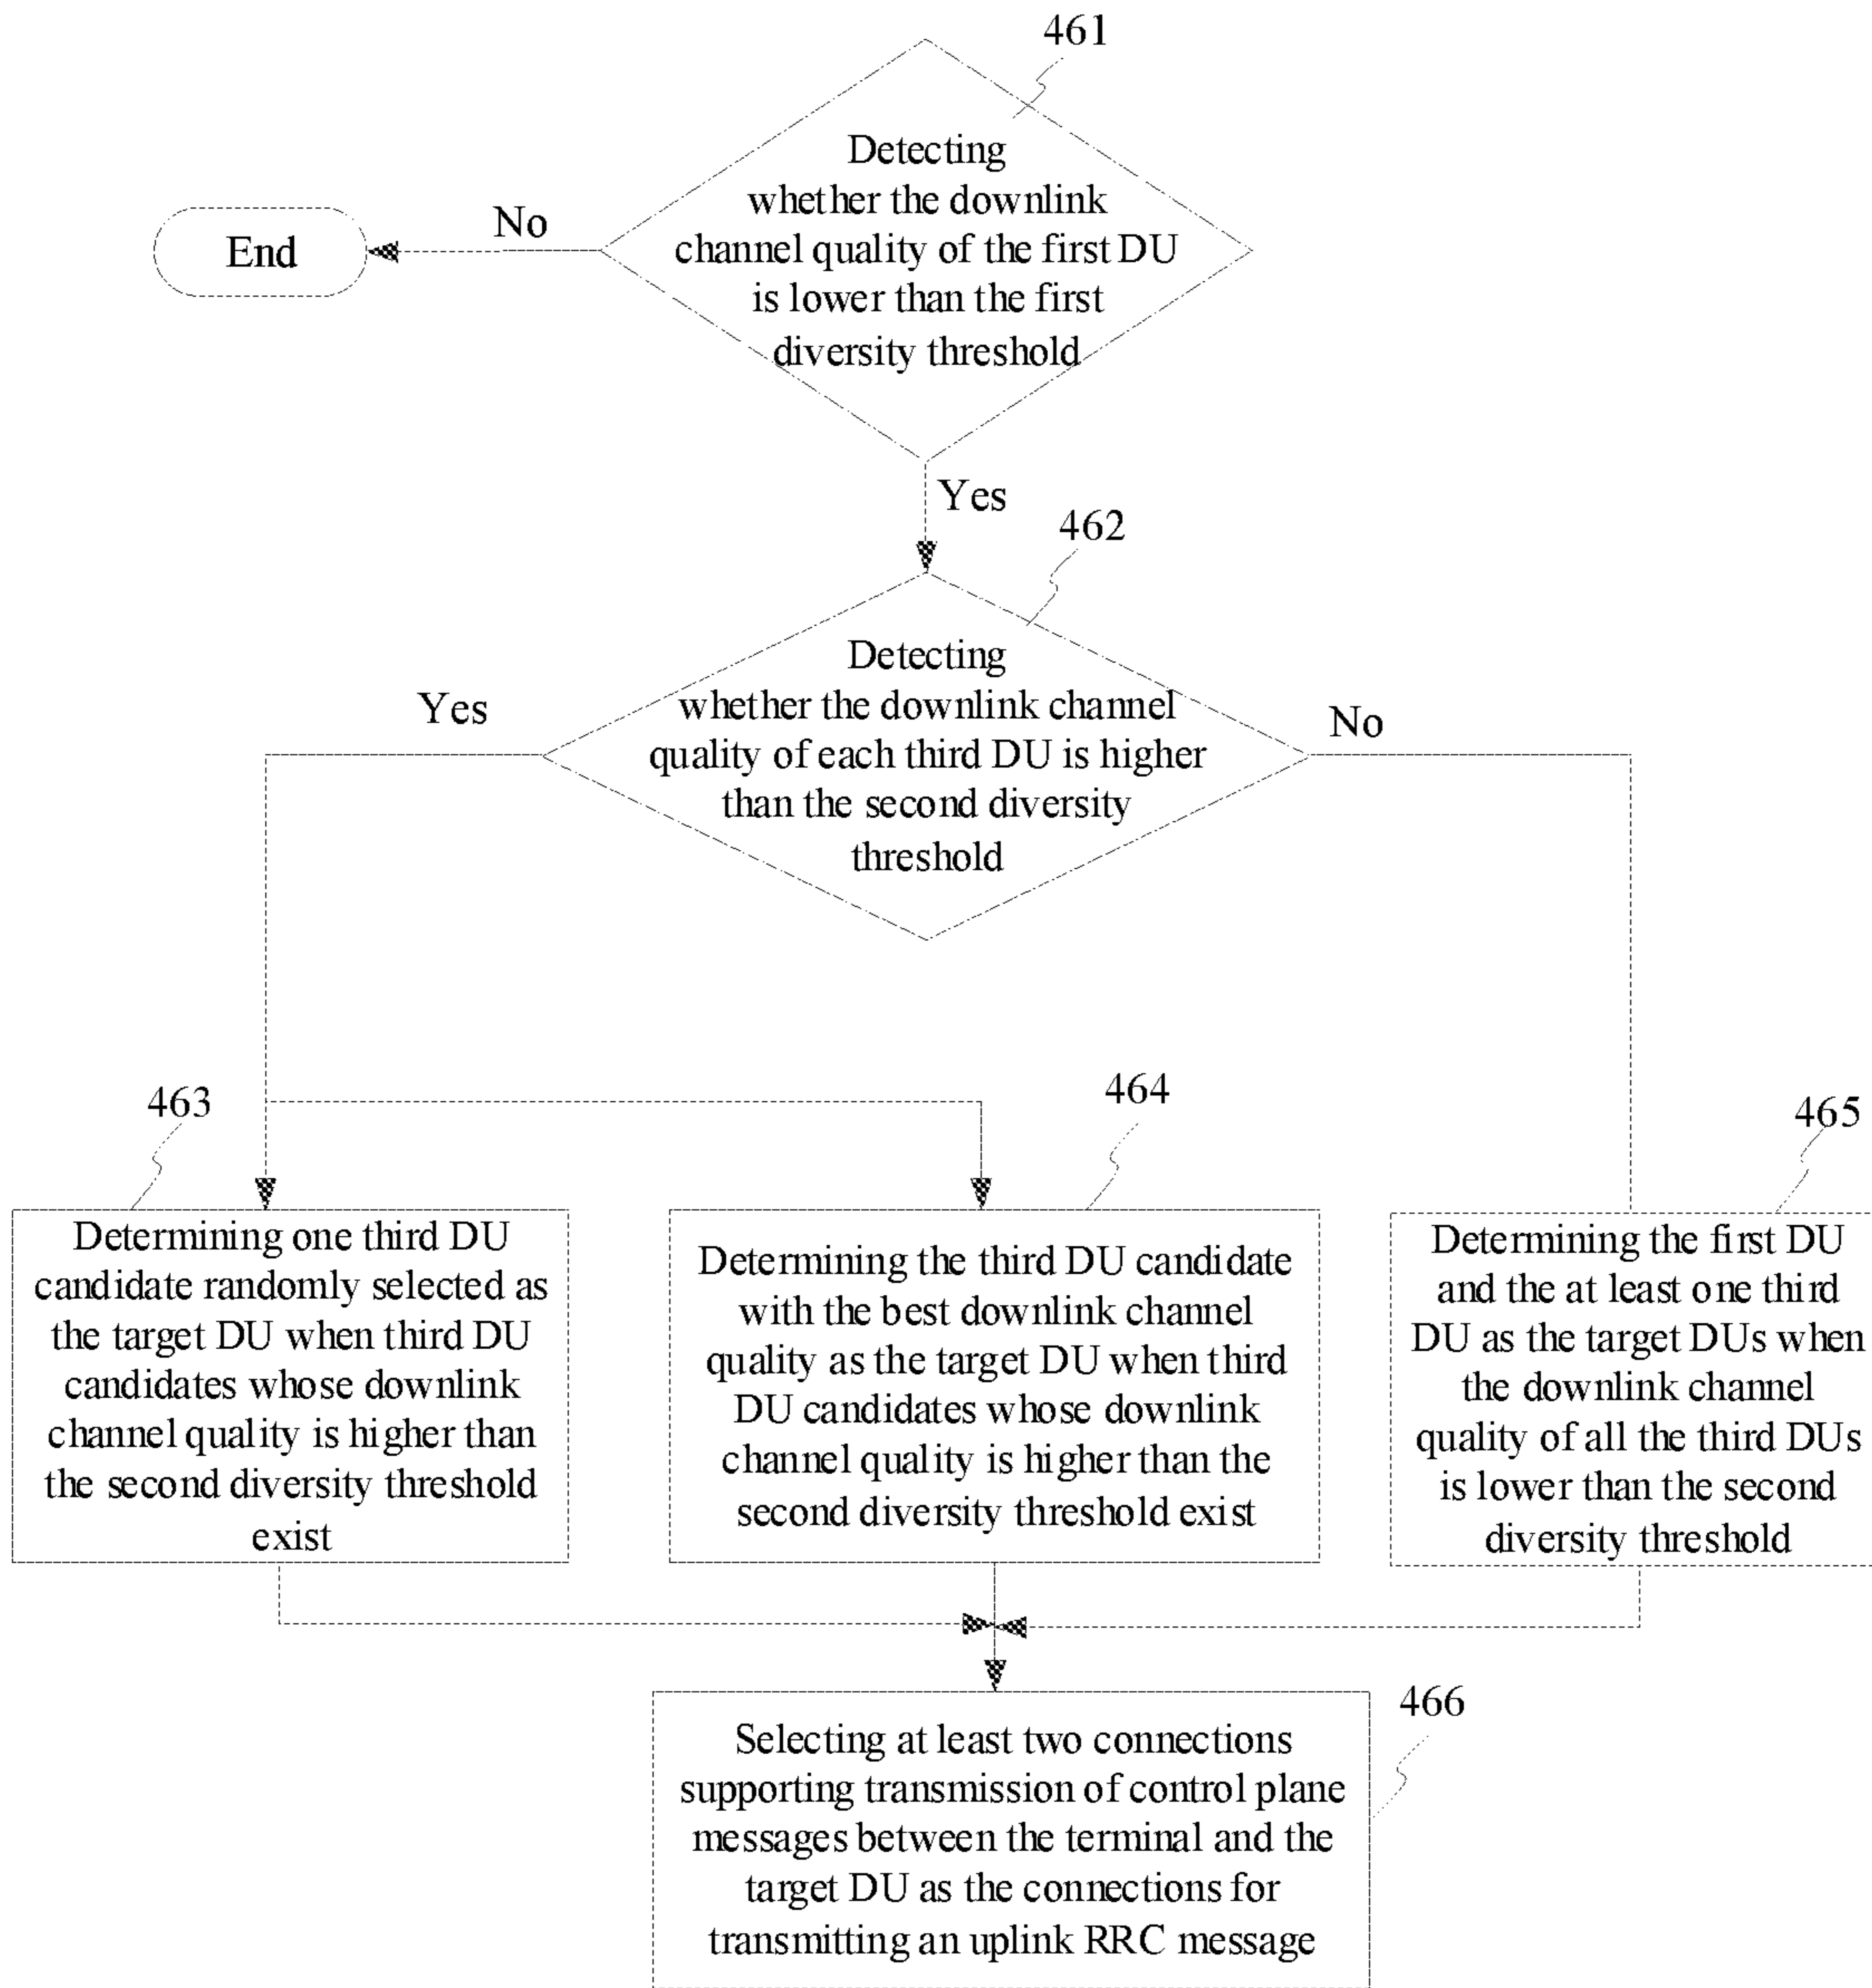 461
Detecting
whether the downlink
channel quality of the first DU
is lower than the first
diversity threshold
No
End
Yes
462
Detecting
whether the downlink channel
quality of each third DU is higher
than the second diversity
threshold
Yes
No
463
464
465
Determining one third DU
candidate randomly selected as
the target DU when third DU
candidates whose downlink
channel quality is higher than
the second diversity threshold
exist
Determining the third DU candidate
with the best downlink channel
quality as the target DU when third
DU candidates whose downlink
channel quality is higher than the
second diversity threshold exist
Determining the first DU
and the at least one third
DU as the target DUs when
the downlink channel
quality of all the third DUs
is lower than the second
diversity threshold
466
Selecting at least two connections
supporting transmission of control plane
messages between the terminal and the
target DU as the connections for
transmitting an uplink RRC message